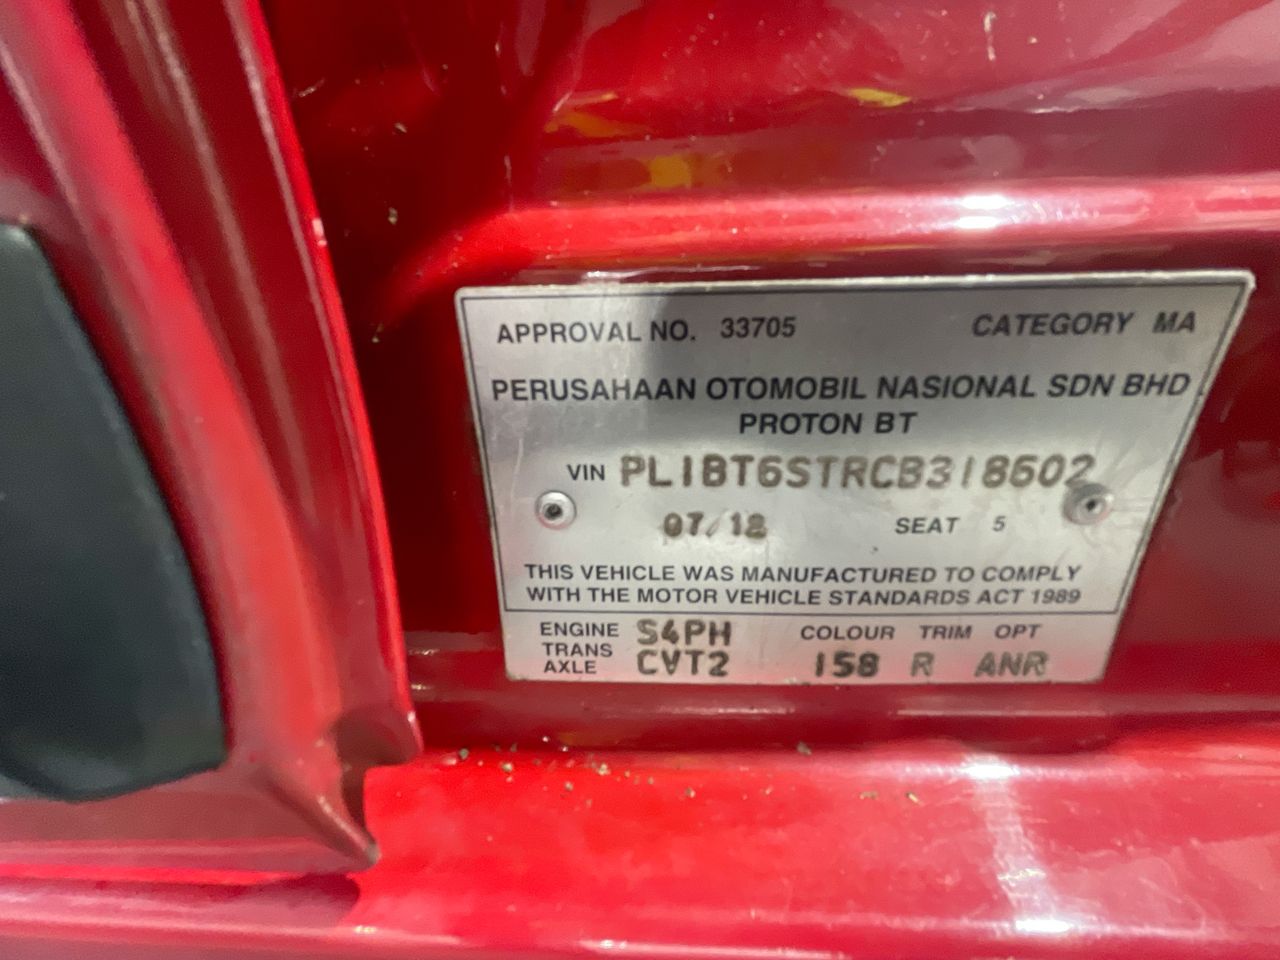 APPROVAL NO. 33705 CATEGORY MA
PERUSAHAAN OTOMOBIL NASIONAL SDN BHD
PROTON BT
VIN PL1BT6STRCB318602
07/12 SEAT 5
THIS VEHICLE WAS MANUFACTURED TO COMPLY
WITH THE MOTOR VEHICLE STANDARDS ACT 1989
ENGINE S4PH COLOUR TRIM OPT
TRANS
AXLE CVT2 158 R ANR